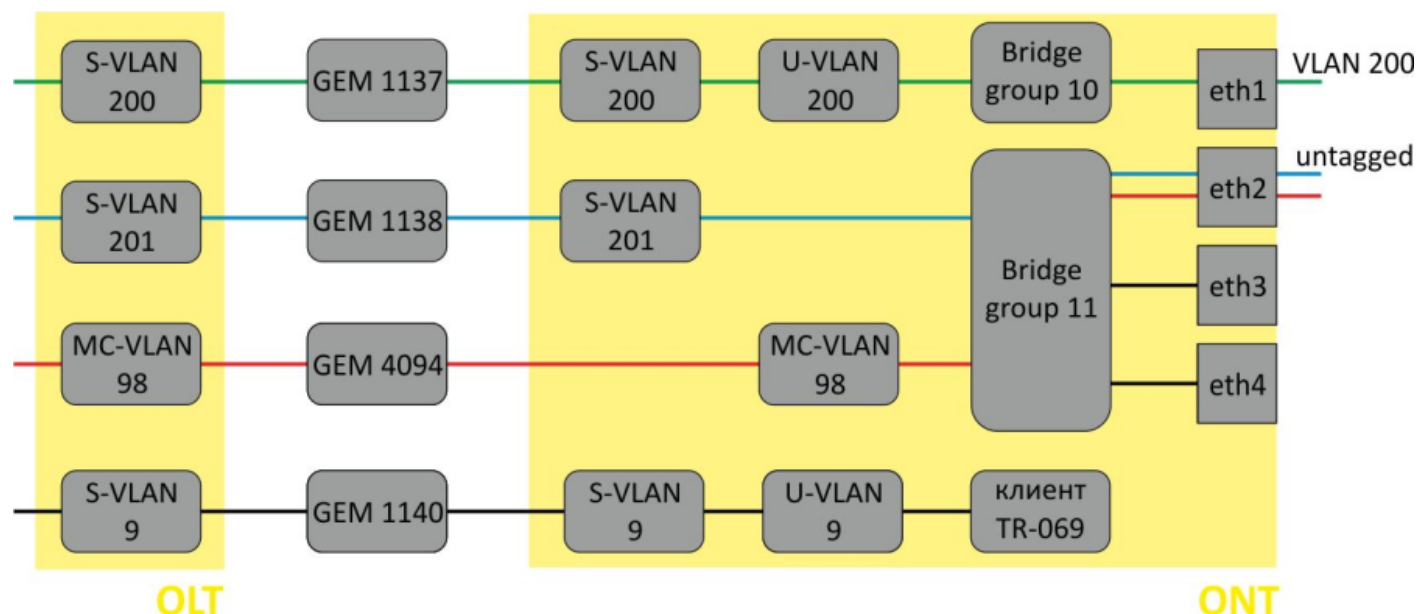 S-VLAN
200
GEM 1137
S-VLAN
200
U-VLAN
200
Bridge
group 10
eth1
VLAN 200
S-VLAN
201
GEM 1138
S-VLAN
201
Bridge
group 11
eth2
untagged
eth3
MC-VLAN
98
GEM 4094
MC-VLAN
98
eth4
S-VLAN
9
GEM 1140
S-VLAN
9
U-VLAN
9
клиент
TR-069
OLT
ONT